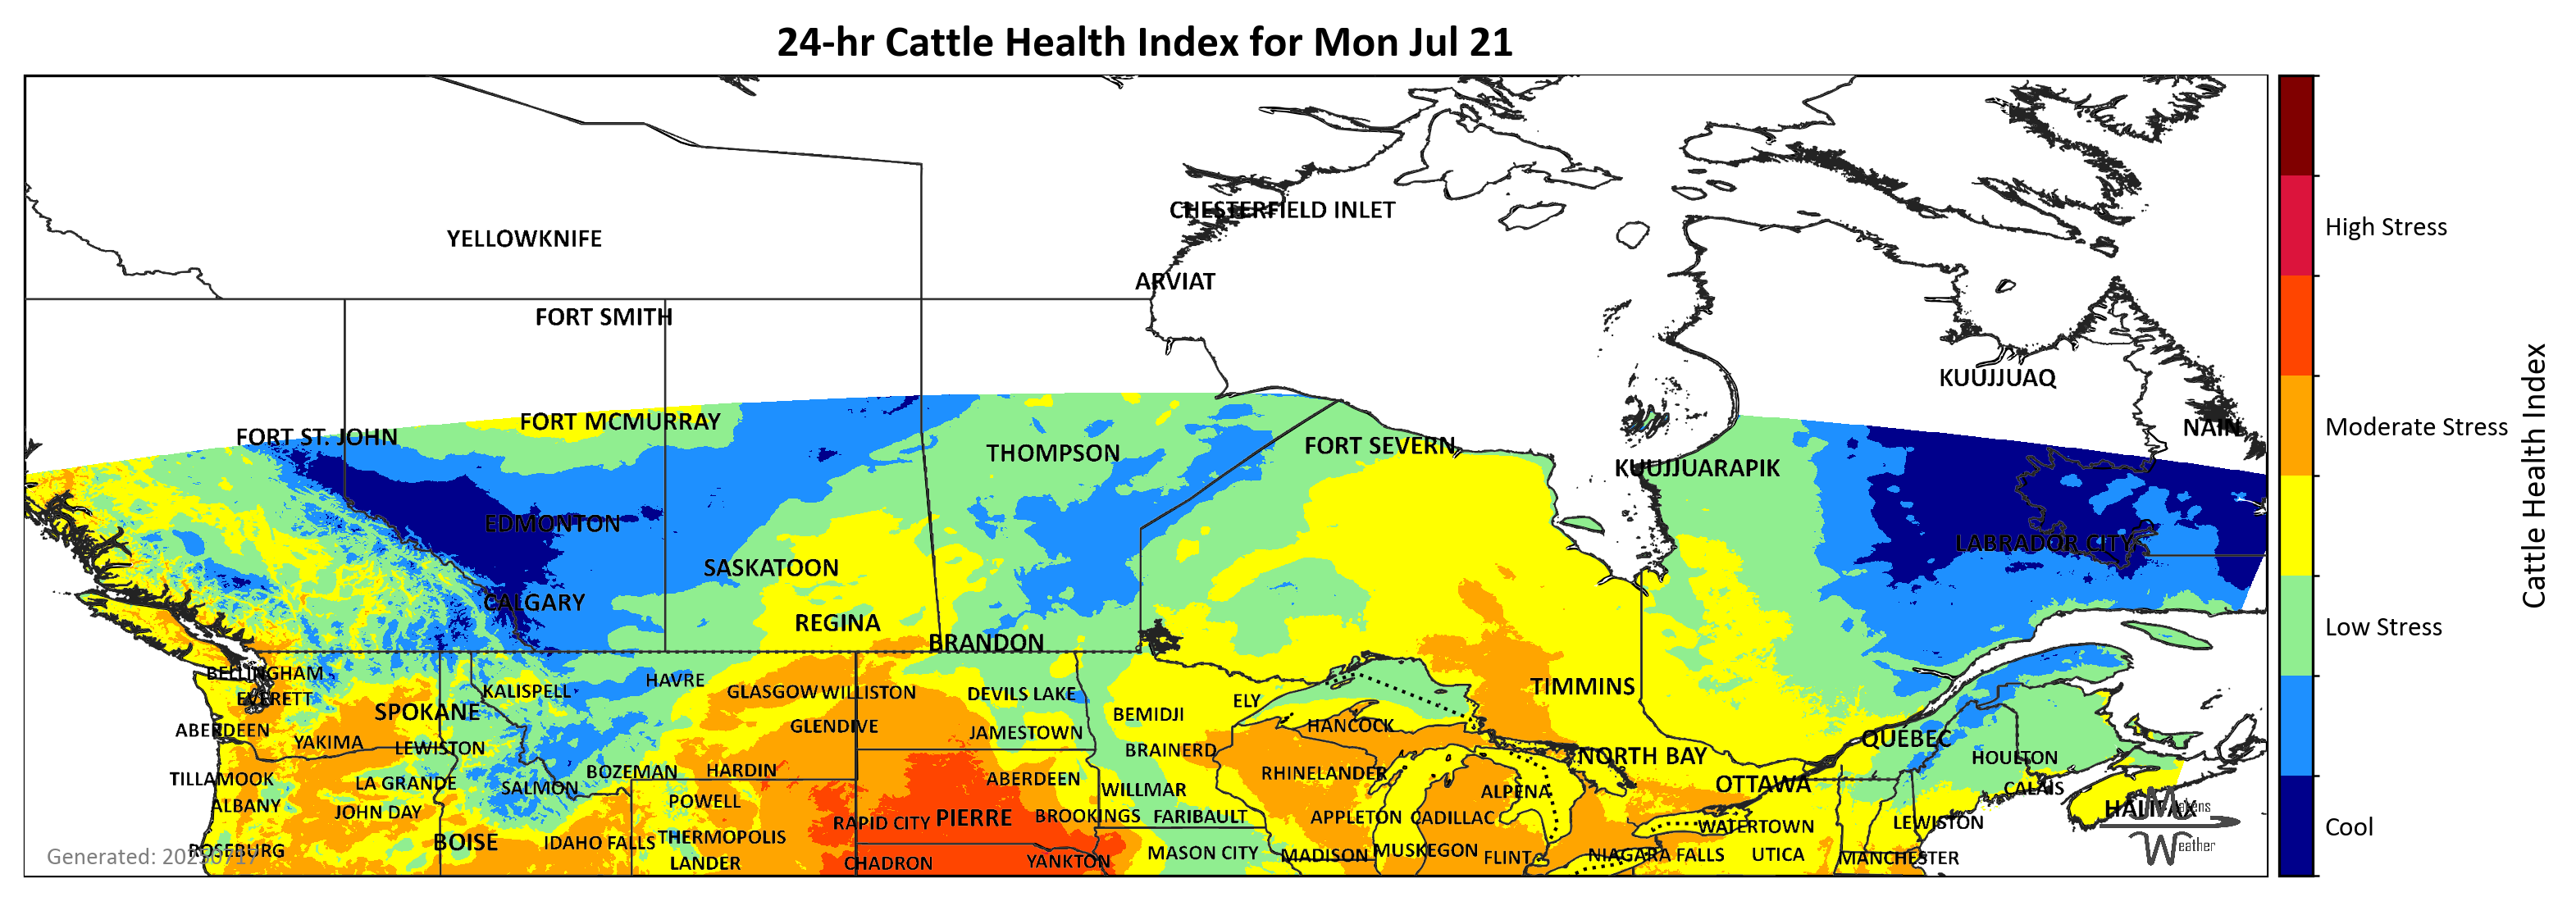 24-hr Cattle Health Index for Mon Jul 21
CHESTERFIELD INLET
YELLOWKNIFE
High Stress
ARVIAT
FORT SMITH
KUUJJUAQ
FORT MCMURRAY
NAIN
Moderate Stress
FORT ST. JOHN
FORT SEVERN
THOMPSON
KUUJJUARAPIK
Cattle Health Index
EDMONTON
LABRADOR CITY
SASKATOON
CALGARY
REGINA
Low Stress
BRANDON
BELLINGHAM
HAVRE
KALISPELL
GLASGOW WILLISTON
DEVILS LAKE
TIMMINS
EVERETT
ELY
SPOKANE
BEMIDJI
GLENDIVE
HANCOCK
ABERDEEN
JAMESTOWN
QUÉBEC
YAKIMA
LEWISTON
BRAINERD
NORTH BAY
HOULTON
BOZEMAN
HARDIN
RHINELANDER
TILLAMOOK
LA GRANDE
ABERDEEN
OTTAWA
SALMON
WILLMAR
ALPENA
CALAIS
POWELL
ALBANY
JOHN DAY
HALIFAX
Makens
RAPID CITY
PIERRE
BROOKINGS
FARIBAULT
APPLETON
CADILLAC
LEWISTON
WATERTOWN
Cool
THERMOPOLIS
BOISE
IDAHO FALLS
Weather
ROSEBURG
MASON CITY
MADISON
MUSKEGON
FLINT
NIAGARA FALLS
UTICA
MANCHESTER
Generated: 20250717
LANDER
CHADRON
YANKTON